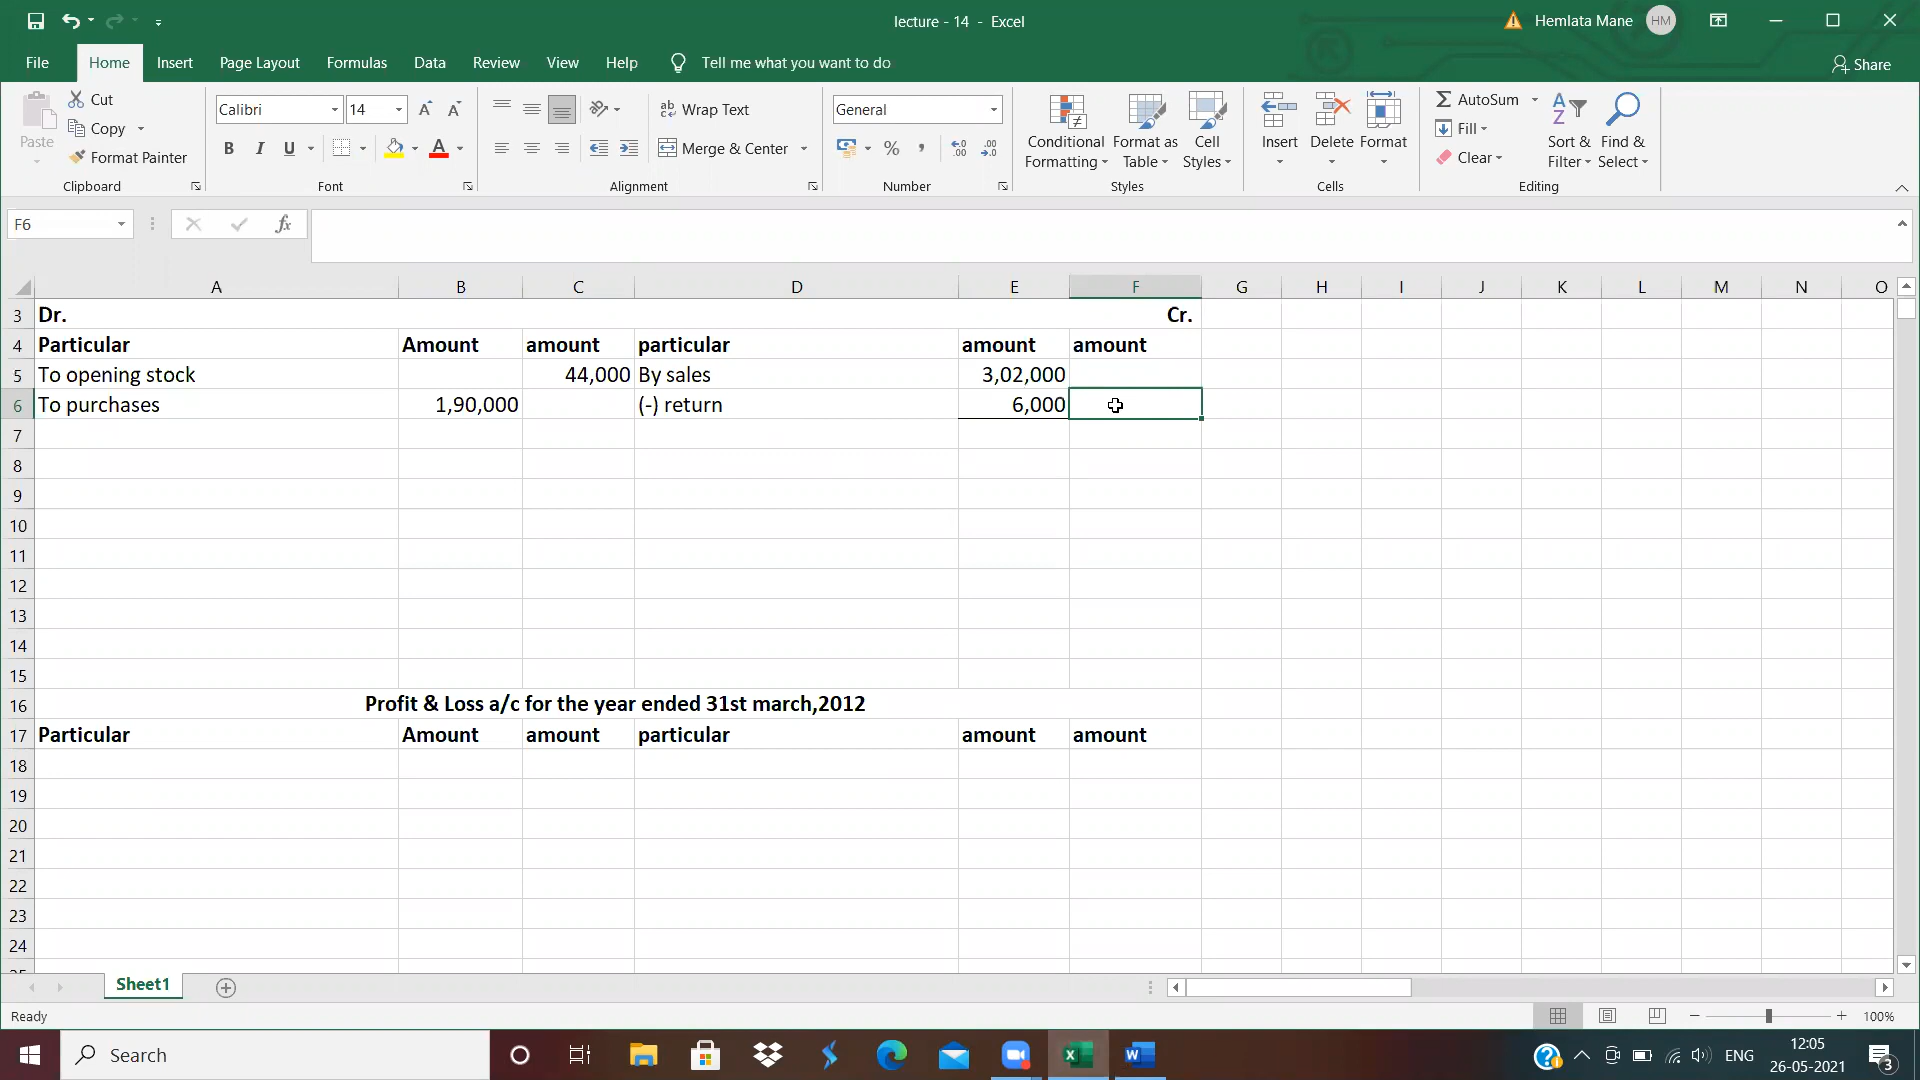 lecture - 14 - Excel
Hemlata Mane HM
File Home Insert Page Layout Formulas Data Review View Help Tell me what you want to do Share
Paste Cut Copy Format Painter
Clipboard
Calibri 14
B I U
Font
Wrap Text
Merge & Center
Alignment
General
Number
Conditional Formatting
Format as Table
Cell Styles
Styles
Insert Delete Format
Cells
AutoSum
Fill
Clear
Sort & Filter
Find & Select
Editing
F6 fx
A B C D E F G H I J K L M N O
3 Dr. Cr.
4 Particular Amount amount particular amount amount
5 To opening stock 44,000 By sales 3,02,000
6 To purchases 1,90,000 (-) return 6,000
7
8
9
10
11
12
13
14
15
16 Profit & Loss a/c for the year ended 31st march,2012
17 Particular Amount amount particular amount amount
18
19
20
21
22
23
24
Sheet1
Ready 100%
Search ENG 12:05
26-05-2021 3